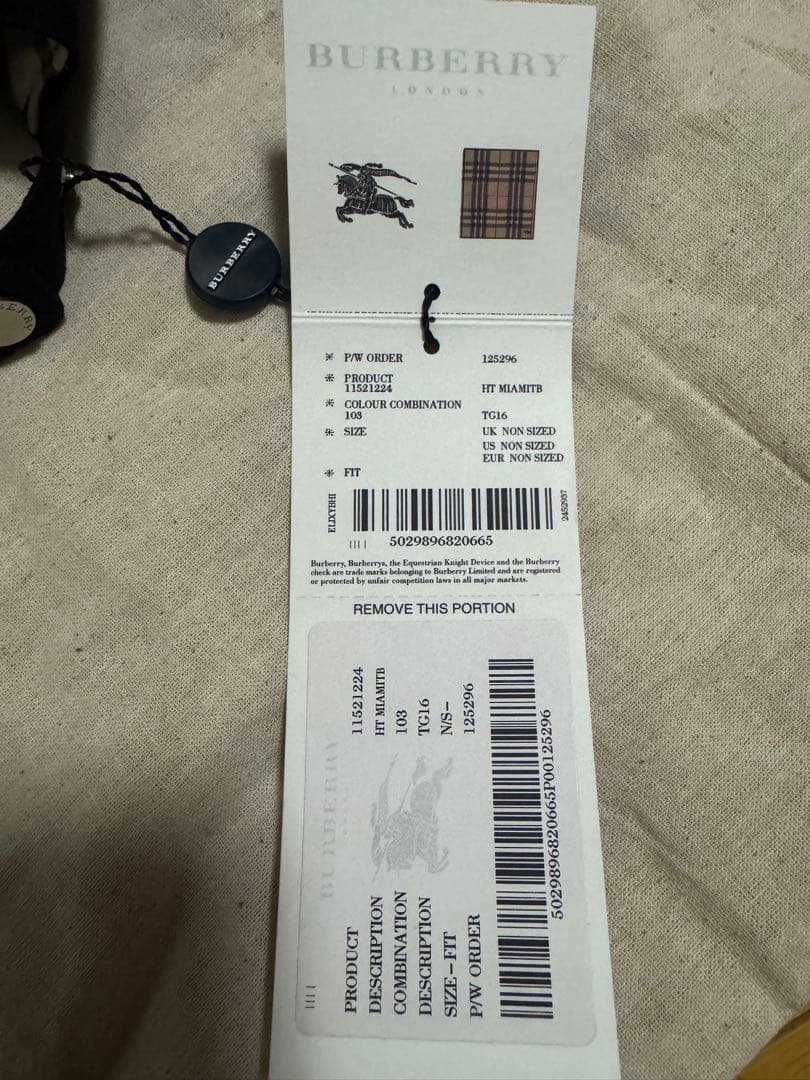 BURBERRY
LONDON
BURBERRY
P/W ORDER 125296
PRODUCT
11521224 HT MIAMITB
COLOUR COMBINATION
103 TG16
SIZE UK NON SIZED
US NON SIZED
EUR NON SIZED
FIT
2452937
5029896820665
Burberry, Burberrys, the Equestrian Knight Device and the Burberry
check are trade marks belonging to Burberry Limited and are registered
or protected by unfair competition laws in all major markets.
REMOVE THIS PORTION
BURBERRY
PRODUCT 11521224
DESCRIPTION HT MIAMITB
COMBINATION 103
DESCRIPTION TG16
SIZE – FIT N/S–
P/W ORDER 125296
5029896820665P00125296